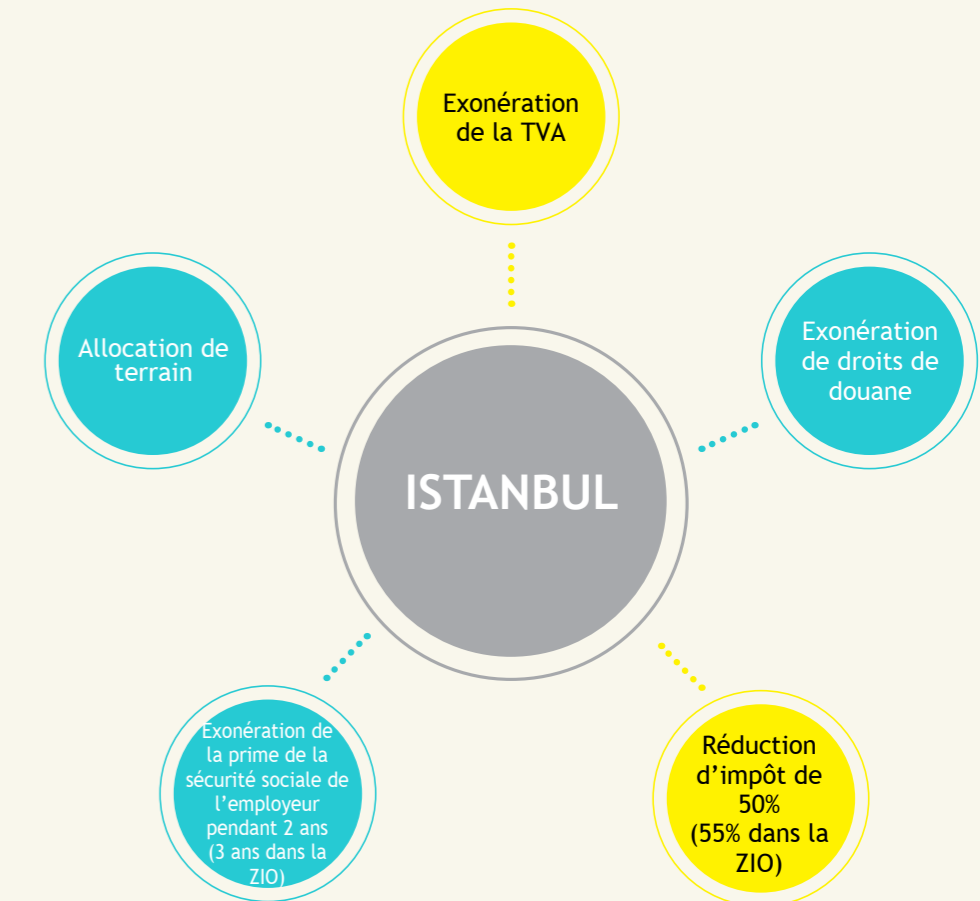 Exonération
de la TVA
Allocation de
terrain
Exonération
de droits de
douane
ISTANBUL
Exonération de
la prime de la
sécurité sociale de
l’employeur
pendant 2 ans
(3 ans dans la
ZIO)
Réduction
d’impôt de
50%
(55% dans la
ZIO)